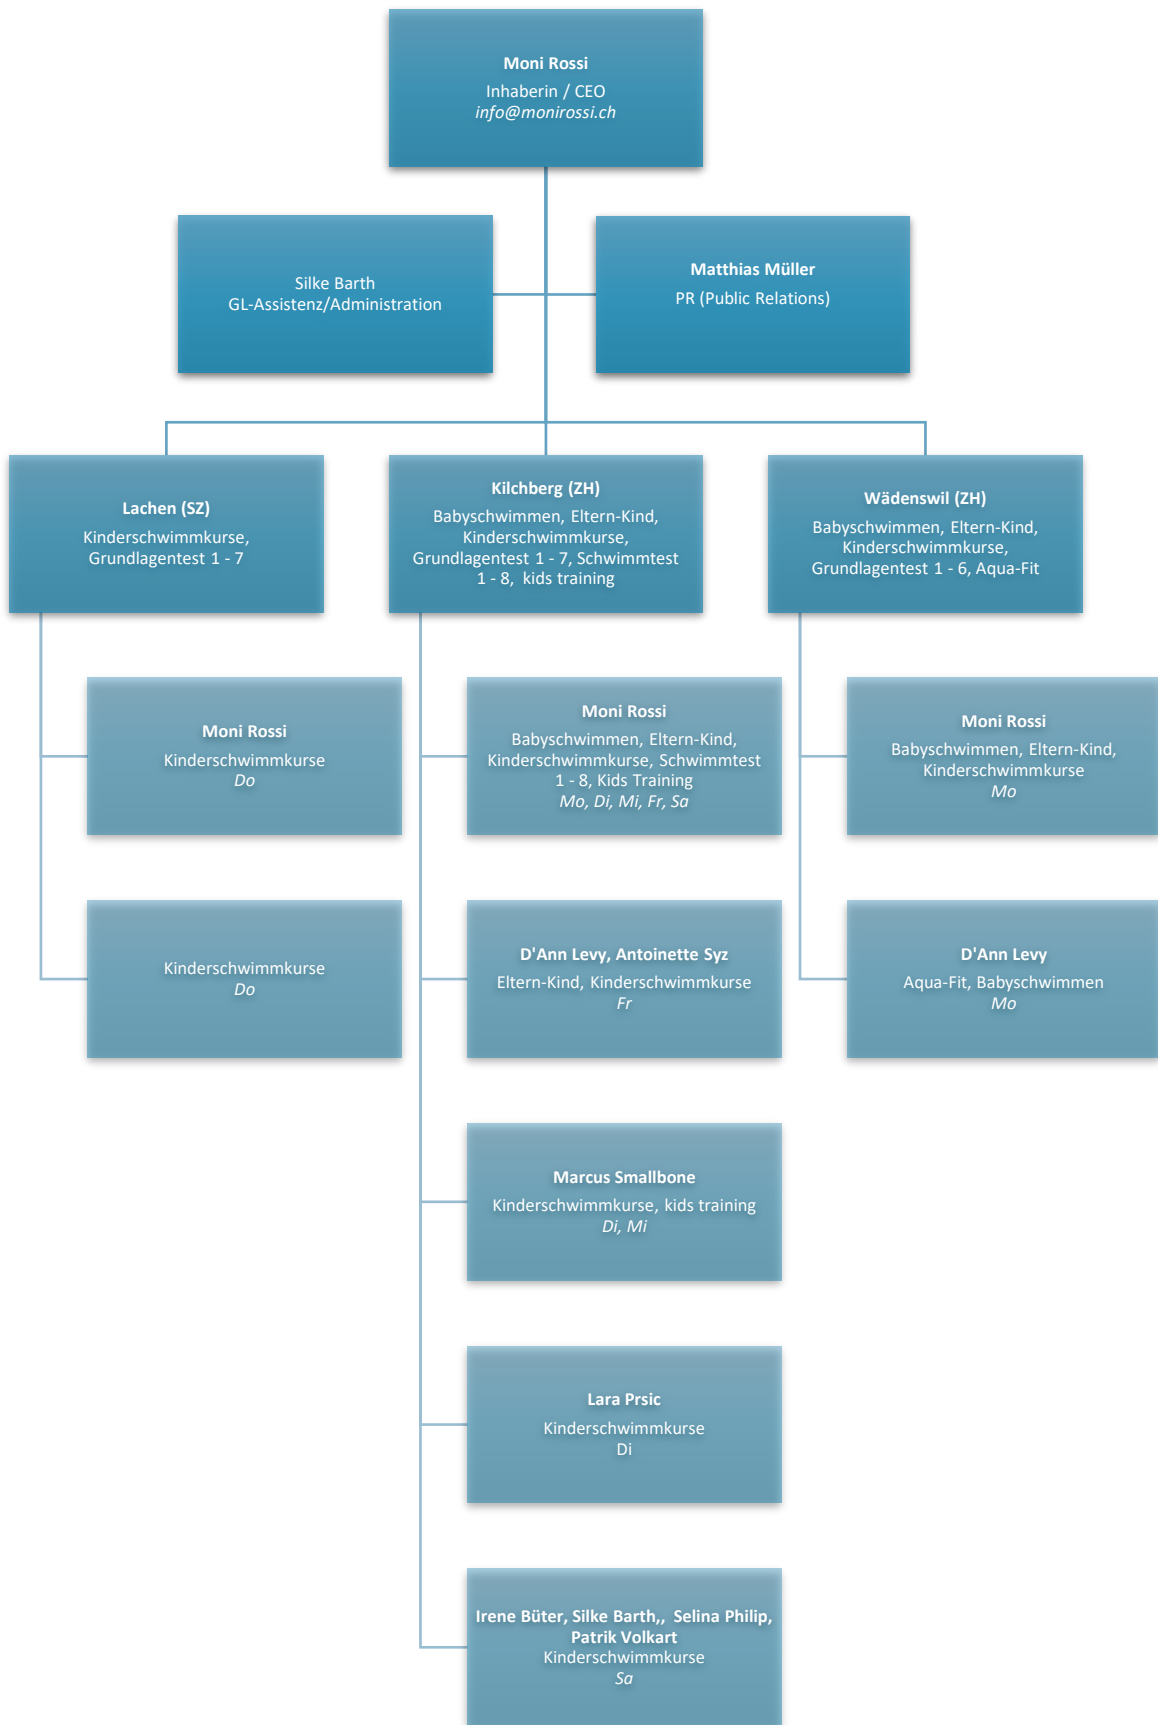 Moni Rossi
Inhaberin / CEO
info@monirossi.ch
Silke Barth
GL-Assistenz/Administration
Matthias Müller
PR (Public Relations)
Lachen (SZ)
Kinderschwimmkurse,
Grundlagentest 1 - 7
Kilchberg (ZH)
Babyschwimmen, Eltern-Kind,
Kinderschwimmkurse,
Grundlagentest 1 - 7, Schwimmtest
1 - 8,  kids training
Wädenswil (ZH)
Babyschwimmen, Eltern-Kind,
Kinderschwimmkurse,
Grundlagentest 1 - 6, Aqua-Fit
Moni Rossi
Kinderschwimmkurse
Do
Moni Rossi
Babyschwimmen, Eltern-Kind,
Kinderschwimmkurse, Schwimmtest
1 - 8, Kids Training
Mo, Di, Mi, Fr, Sa
Moni Rossi
Babyschwimmen, Eltern-Kind,
Kinderschwimmkurse
Mo
Kinderschwimmkurse
Do
D'Ann Levy, Antoinette Syz
Eltern-Kind, Kinderschwimmkurse
Fr
D'Ann Levy
Aqua-Fit, Babyschwimmen
Mo
Marcus Smallbone
Kinderschwimmkurse, kids training
Di, Mi
Lara Prsic
Kinderschwimmkurse
Di
Irene Büter, Silke Barth,,  Selina Philip,
Patrik Volkart
Kinderschwimmkurse
Sa